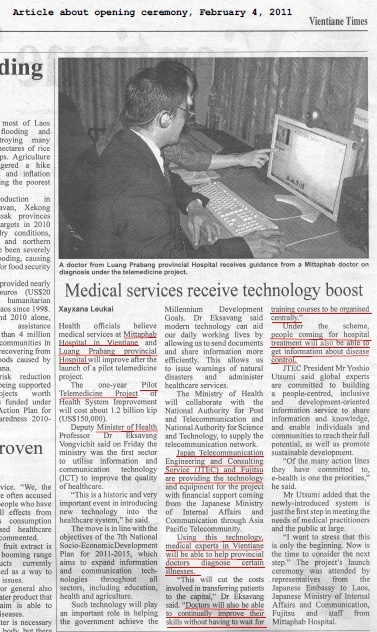 Article about opening ceremony, February 4, 2011
Vientiane Times
ding
most of Laos
flooding and
troying many
hectares of rice
ps. Agriculture
gered a hike
and inflation
ing the poorest
roduction in
avan, Xekong
ssak provinces
targets in 2010
dry conditions,
and northern
been severely
ooding, causing
for food security
provided nearly
euros (US$20
humanitarian
aos since 1998.
nd 2010 alone,
assistance
than 4 million
communities in
recovering from
ods caused by
ana.
risk reduction
being supported
ojects worth
s funded under
Action Plan for
aredness 2010-
roven
vice. "We, the
e often accused
people who have
l effects from
s consumption
sed healthcare
commented.
fruit extract is
booming range
ucts currently
ed as a way to
issues.
or general also
ater product that
aim is able to
diseases.
er is necessary
body, but there
A doctor from Luang Prabang provincial Hospital receives guidance from a Mittaphab doctor on
diagnosis under the telemedicine project.
Medical services receive technology boost
Xayxana Leukai
Health officials believe
medical services at Mittaphab
Hospital in Vientiane and
Luang Prabang provincial
Hospital will improve after the
launch of a pilot telemedicine
project.
The one-year Pilot
Telemedicine Project of
Health System Improvement
will cost about 1.2 billion kip
(US$150,000).
Deputy Minister of Health
Professor Dr Eksavang
Vongvichit said on Friday the
ministry was the first sector
to utilise information and
communication technology
(ICT) to improve the quality
of healthcare.
"This is a historic and very
important event in introducing
new technology into the
healthcare system," he said.
The move is in line with the
objectives of the 7th National
Socio-EconomicDevelopment
Plan for 2011-2015, which
aims to expand information
and communication tech-
nologies throughout all
sectors, including education,
health and agriculture.
Such technology will play
an important role in helping
the government achieve the
Millennium Development
Goals. Dr Eksavang said
modern technology can aid
our daily working lives by
allowing us to send documents
and share information more
efficiently. This allows us
to issue warnings of natural
disasters and administer
healthcare services.
The Ministry of Health
will collaborate with the
National Authority for Post
and Telecommunication and
National Authority for Science
and Technology, to supply the
telecommunication network.
Japan Telecommunication
Engineering and Consulting
Service (JTEC) and Fujitsu
are providing the technology
and equipment for the project
with financial support coming
from the Japanese Ministry
of Internal Affairs and
Communication through Asia
Pacific Telecommunity.
Using this technology,
medical experts in Vientiane
will be able to help provincial
doctors diagnose certain
illnesses.
"This will cut the costs
involved in transferring patients
to the capital," Dr Eksavang
said. "Doctors will also be able
to continually improve their
skills without having to wait for
training courses to be organised
centrally."
Under the scheme,
people coming for hospital
treatment will also be able to
get information about disease
control.
JTEC President Mr Yoshio
Utsumi said global experts
are committed to building
a people-centred, inclusive
and development-oriented
information service to share
information and knowledge,
and enable individuals and
communities to reach their full
potential, as well as promote
sustainable development.
"Of the many action lines
they have committed to,
e-health is one the priorities,"
he said.
Mr Utsumi added that the
newly-introduced system is
just the first step in meeting the
needs of medical practitioners
and the public at large.
"I want to stress that this
is only the beginning. Now is
the time to consider the next
step." The project's launch
ceremony was attended by
representatives from the
Japanese Embassy to Laos,
Japanese Ministry of Internal
Affairs and Communication,
Fujitsu and staff from
Mittaphab Hospital.